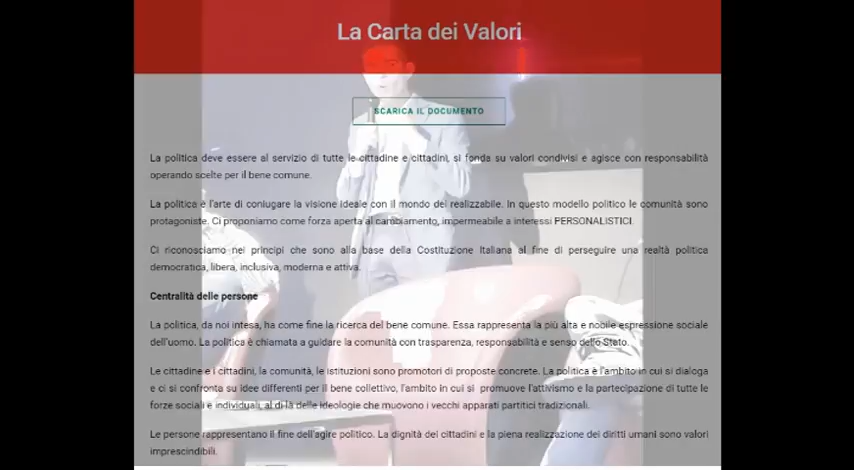 La Carta dei Valori
SCARICA IL DOCUMENTO
La politica deve essere al servizio di tutte le cittadine e cittadini, si fonda su valori condivisi e agisce con responsabilità
operando scelte per il bene comune.
La politica è l'arte di coniugare la visione ideale con il mondo del realizzabile. In questo modello politico le comunità sono
protagoniste. Ci proponiamo come forza aperta al cambiamento, impermeabile a interessi PERSONALISTICI.
Ci riconosciamo nei principi che sono alla base della Costituzione Italiana al fine di perseguire una realtà politica
democratica, libera, inclusiva, moderna e attiva.
Centralità delle persone
La politica, da noi intesa, ha come fine la ricerca del bene comune. Essa rappresenta la più alta e nobile espressione sociale
dell'uomo. La politica è chiamata a guidare la comunità con trasparenza, responsabilità e senso dello Stato.
Le cittadine e i cittadini, la comunità, le istituzioni sono promotori di proposte concrete. La politica è l'ambito in cui si dialoga
e ci si confronta su idee differenti per il bene collettivo, l'ambito in cui si promuove l'attivismo e la partecipazione di tutte le
forze sociali e individuali, al di là delle ideologie che muovono i vecchi apparati partitici tradizionali.
Le persone rappresentano il fine dell'agire politico. La dignità dei cittadini e la piena realizzazione dei diritti umani sono valori
imprescindibili.